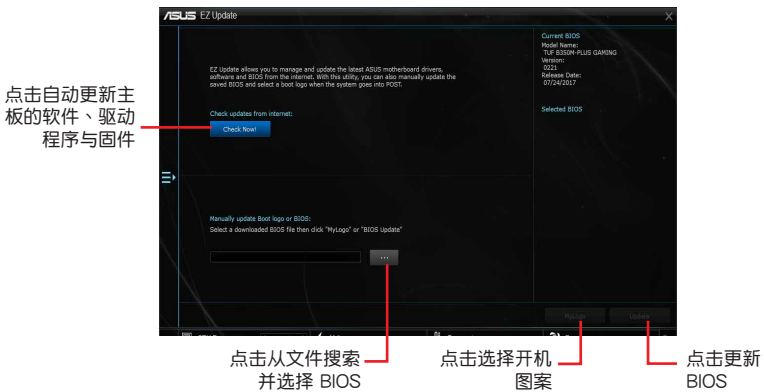 ASUS EZ Update
X
Current BIOS
Model Name:
TUF B350M-PLUS GAMING
Version:
0221
Release Date:
07/24/2017
Selected BIOS
EZ Update allows you to manage and update the latest ASUS motherboard drivers,
software and BIOS from the internet. With this utility, you can also manually update the
saved BIOS and select a boot logo when the system goes into POST.
Check updates from internet:
Check Now!
点击自动更新主
板的软件、驱动
程序与固件
Manually update Boot logo or BIOS:
Select a downloaded BIOS file then click "MyLogo" or "BIOS Update"
...
MyLogo
Update
点击从文件搜索
并选择 BIOS
点击选择开机
图案
点击更新
BIOS